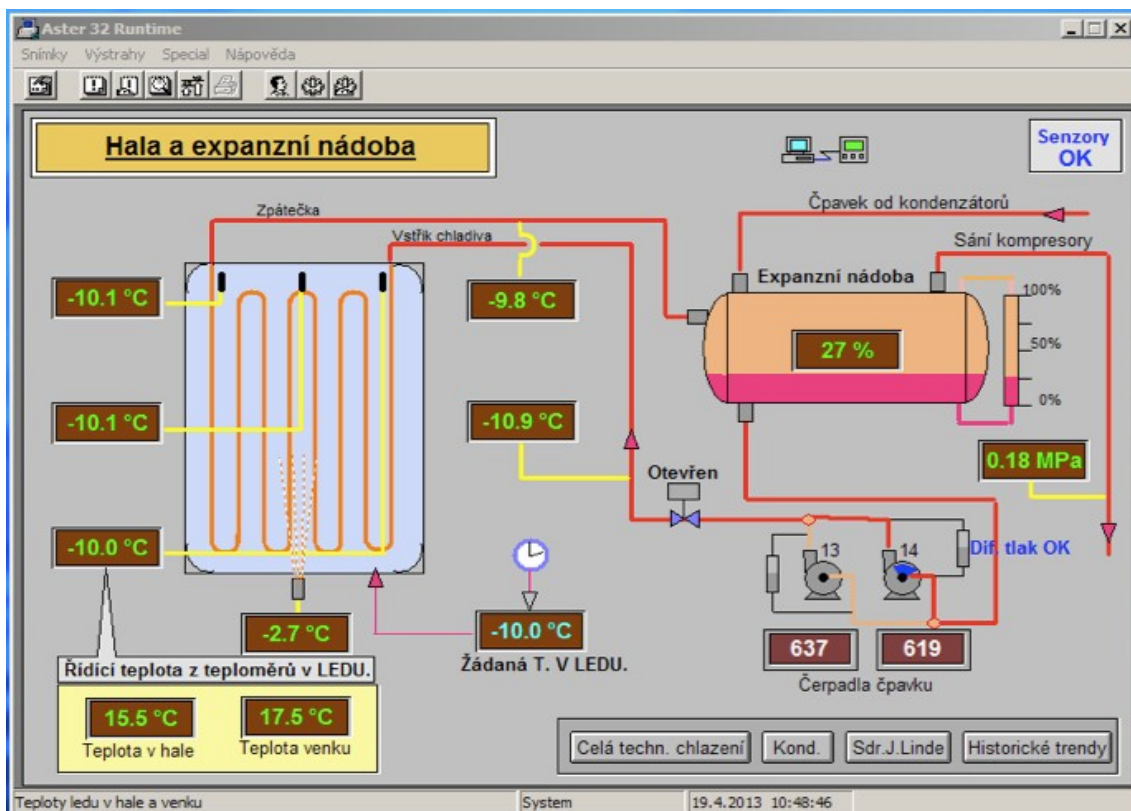 Aster 32 Runtime
Snímky Výstrahy Special Nápověda
Hala a expanzní nádoba
Senzory
OK
Zpátečka
Čpavek od kondenzátorů
Vstřik chladiva
Sání kompresory
-10.1 °C
-9.8 °C
Expanzní nádoba
100%
27 %
50%
0%
-10.1 °C
-10.9 °C
0.18 MPa
Otevřen
-10.0 °C
13
14
Dif. tlak OK
-2.7 °C
-10.0 °C
637
619
Řídící teplota z teploměrů v LEDU.
Žádaná T. V LEDU.
Čerpadla čpavku
15.5 °C
17.5 °C
Teplota v hale
Teplota venku
Celá techn. chlazení
Kond.
Sdr.J.Linde
Historické trendy
Teploty ledu v hale a venku
System
19.4.2013 10:48:46